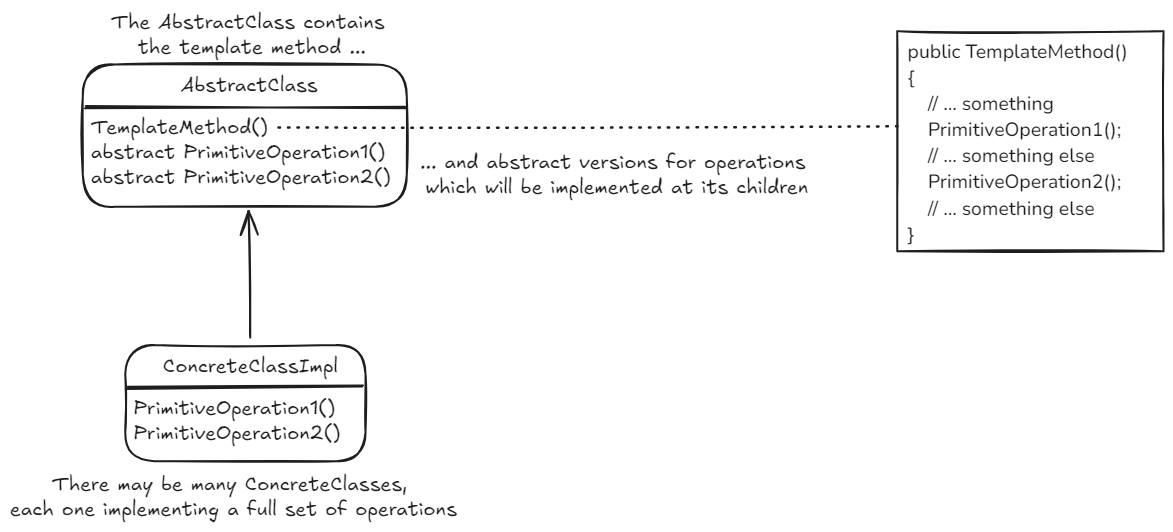 The AbstractClass contains
the template method ...
AbstractClass
TemplateMethod()
abstract PrimitiveOperation1()
abstract PrimitiveOperation2()
... and abstract versions for operations
which will be implemented at its children
public TemplateMethod()
{
// ... something
PrimitiveOperation1();
// ... something else
PrimitiveOperation2();
// ... something else
}
ConcreteClassImpl
PrimitiveOperation1()
PrimitiveOperation2()
There may be many ConcreteClasses,
each one implementing a full set of operations